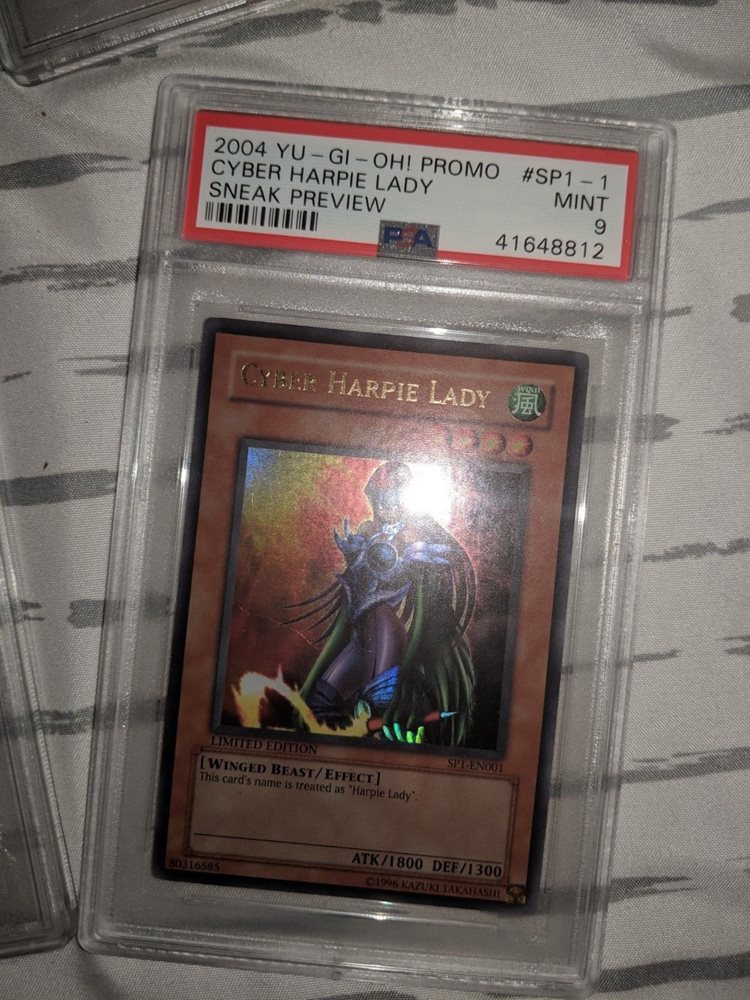 2004 YU-GI-OH! PROMO #SP1-1
CYBER HARPIE LADY MINT
SNEAK PREVIEW 9
PSA 41648812
CYBER HARPIE LADY
WIND
風
LIMITED EDITION SP1-EN001
[WINGED BEAST/EFFECT]
This card's name is treated as "Harpie Lady".
ATK/1800 DEF/1300
80316585 ©1996 KAZUKI TAKAHASHI